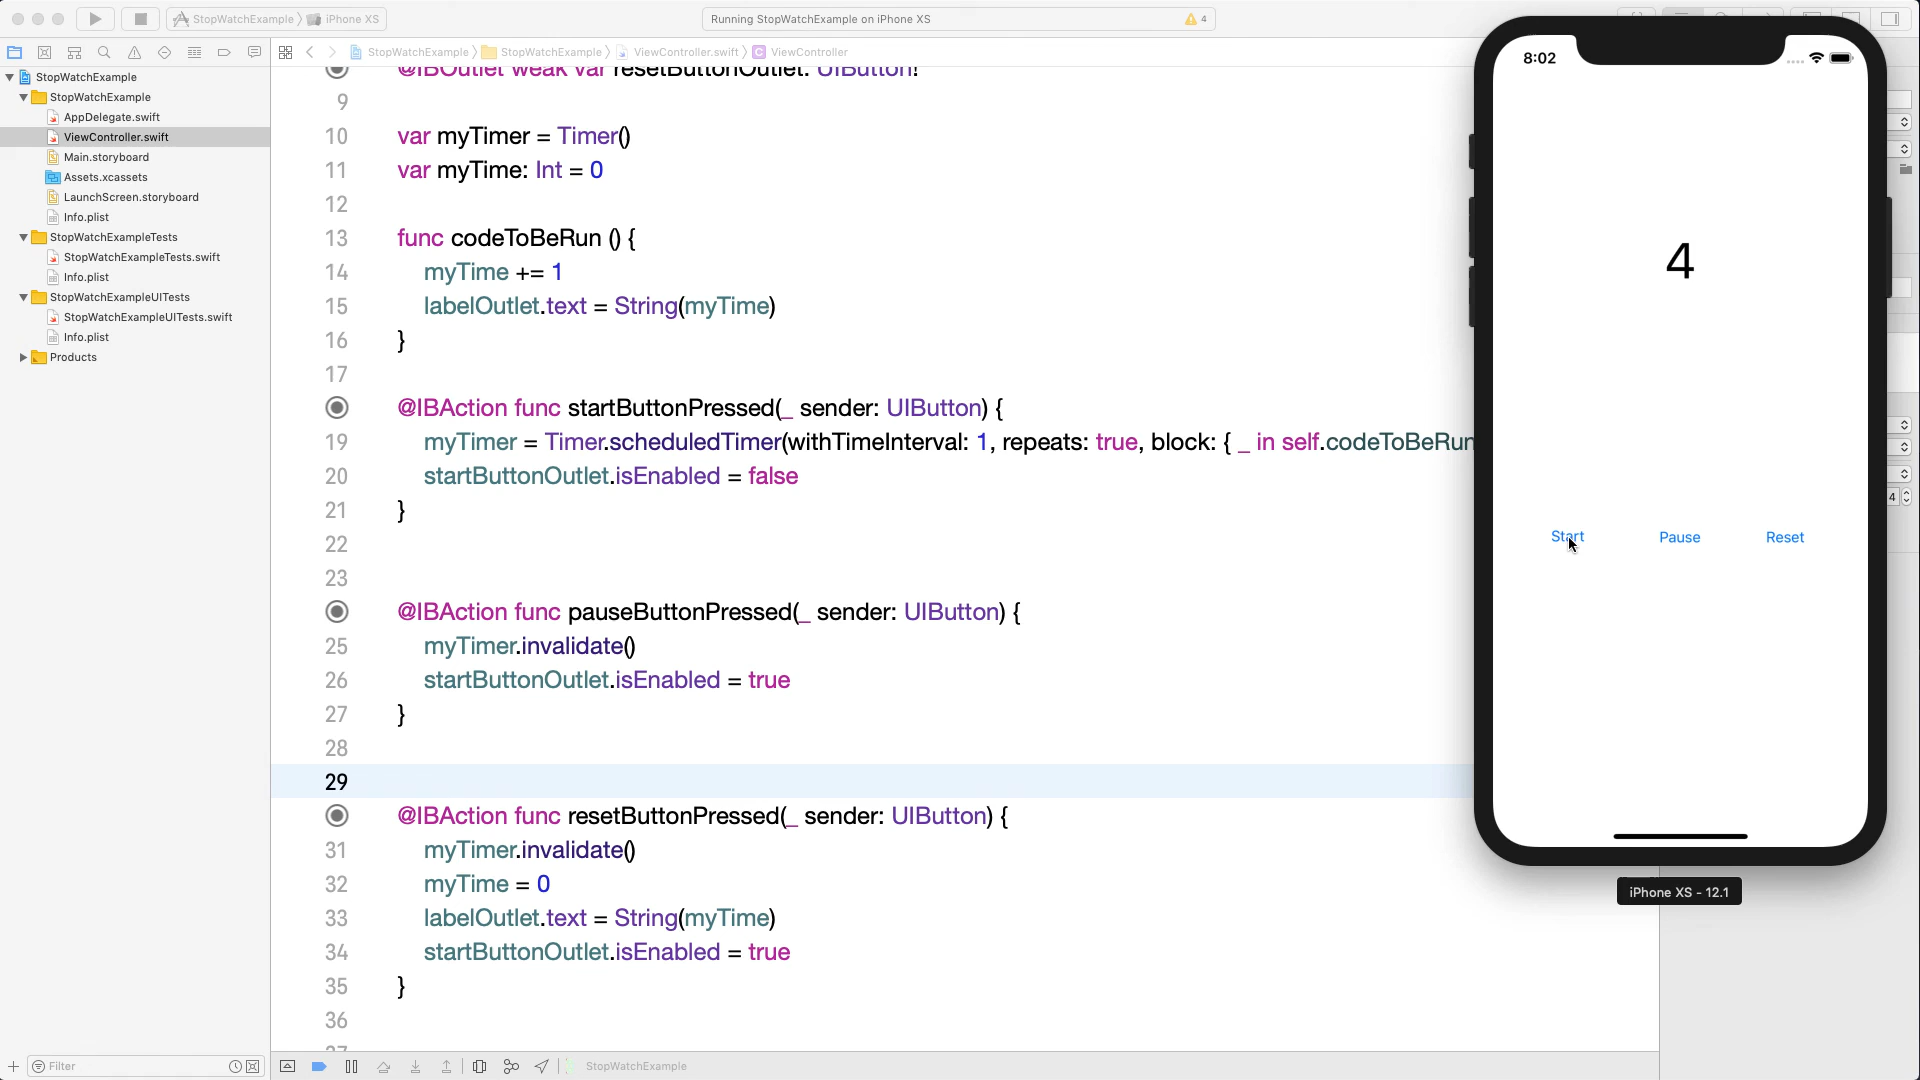 StopWatchExample
iPhone XS
Running StopWatchExample on iPhone XS
4
StopWatchExample
StopWatchExample
ViewController.swift
ViewController
StopWatchExample
StopWatchExample
AppDelegate.swift
ViewController.swift
Main.storyboard
Assets.xcassets
LaunchScreen.storyboard
Info.plist
StopWatchExampleTests
StopWatchExampleTests.swift
Info.plist
StopWatchExampleUITests
StopWatchExampleUITests.swift
Info.plist
Products
@IBOutlet weak var resetButtonOutlet: UIButton!
9
10 var myTimer = Timer()
11 var myTime: Int = 0
12
13 func codeToBeRun () {
14 myTime += 1
15 labelOutlet.text = String(myTime)
16 }
17
@IBAction func startButtonPressed(_ sender: UIButton) {
19 myTimer = Timer.scheduledTimer(withTimeInterval: 1, repeats: true, block: { _ in self.codeToBeRun
20 startButtonOutlet.isEnabled = false
21 }
22
23
@IBAction func pauseButtonPressed(_ sender: UIButton) {
25 myTimer.invalidate()
26 startButtonOutlet.isEnabled = true
27 }
28
29
@IBAction func resetButtonPressed(_ sender: UIButton) {
31 myTimer.invalidate()
32 myTime = 0
33 labelOutlet.text = String(myTime)
34 startButtonOutlet.isEnabled = true
35 }
36
37
8:02
4
Start Pause Reset
iPhone XS - 12.1
4
Filter
StopWatchExample